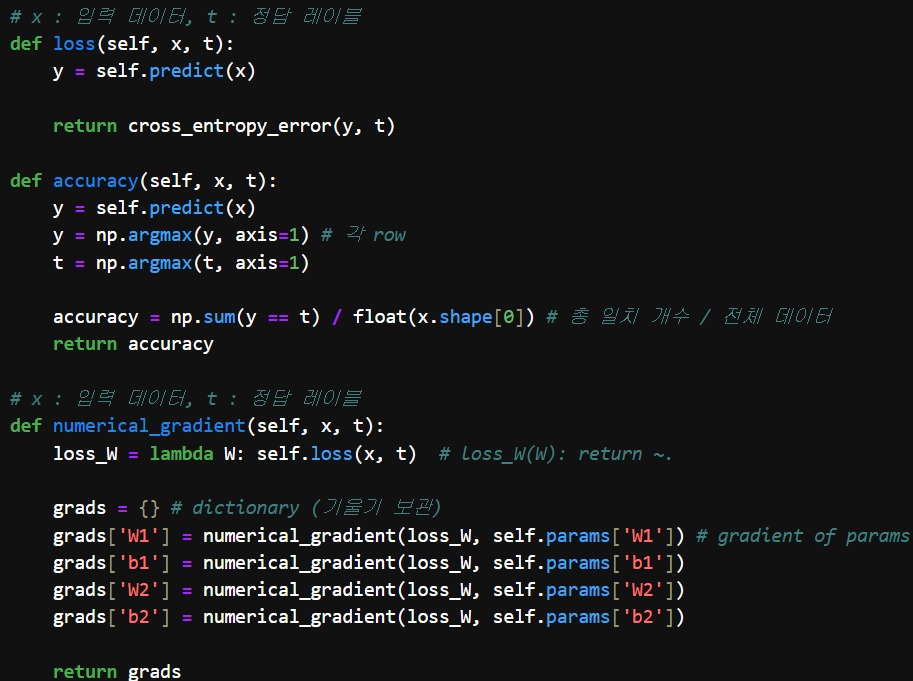 # x : 입력 데이터, t : 정답 레이블
def loss(self, x, t):
    y = self.predict(x)
    return cross_entropy_error(y, t)
def accuracy(self, x, t):
    y = self.predict(x)
    y = np.argmax(y, axis=1) # 각 row
    t = np.argmax(t, axis=1)
    accuracy = np.sum(y == t) / float(x.shape[0]) # 총 일치 개수 / 전체 데이터
    return accuracy
# x : 입력 데이터, t : 정답 레이블
def numerical_gradient(self, x, t):
    loss_W = lambda W: self.loss(x, t)  # loss_W(W): return ~.
    grads = {} # dictionary (기울기 보관)
    grads['W1'] = numerical_gradient(loss_W, self.params['W1']) # gradient of params
    grads['b1'] = numerical_gradient(loss_W, self.params['b1'])
    grads['W2'] = numerical_gradient(loss_W, self.params['W2'])
    grads['b2'] = numerical_gradient(loss_W, self.params['b2'])
    return grads